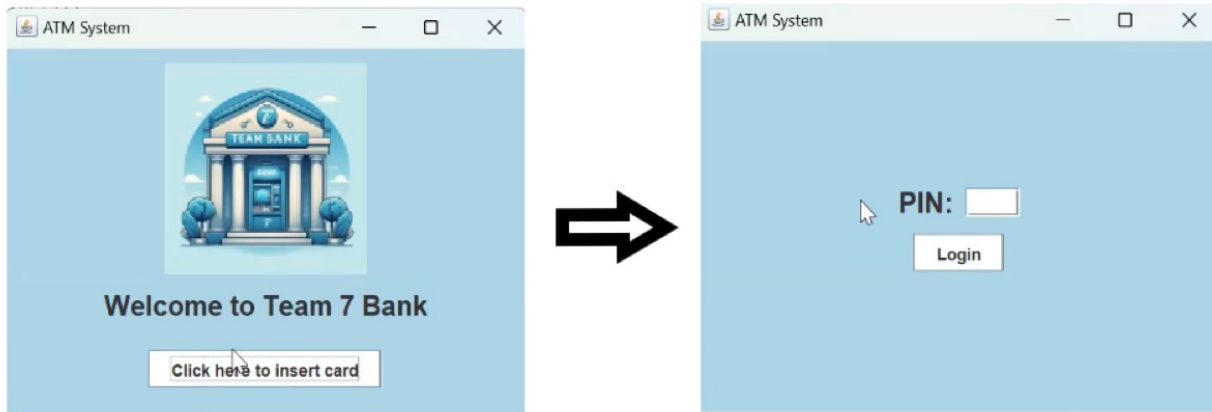 ATM System
7
TEAM BANK
BANK
7
Welcome to Team 7 Bank
Click here to insert card
ATM System
PIN:
Login